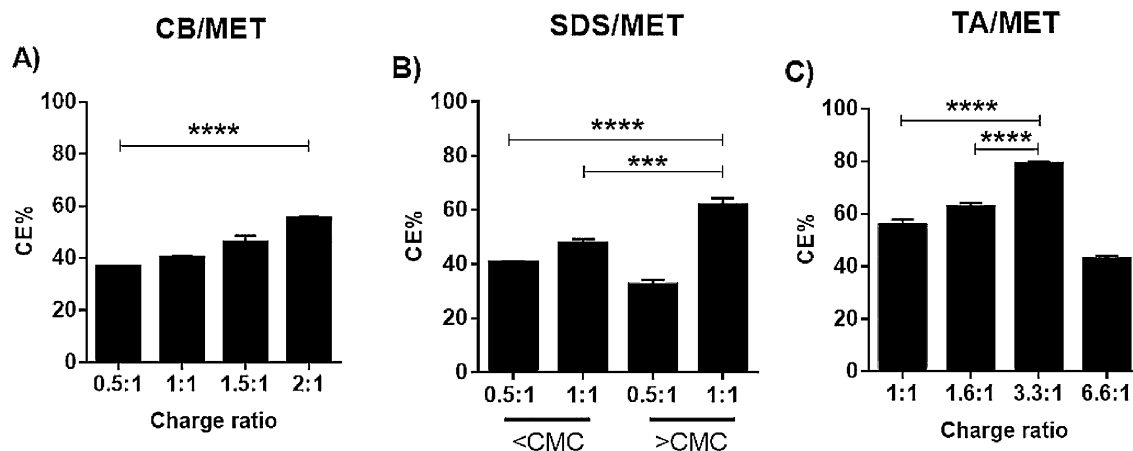 CB/MET
SDS/MET
TA/MET
A)
B)
C)
CE%
100
80
60
40
20
0
****
0.5:1 1:1 1.5:1 2:1
Charge ratio
CE%
100
80
60
40
20
0
****
***
0.5:1 1:1 0.5:1 1:1
<CMC >CMC
CE%
100
80
60
40
20
0
****
****
1:1 1.6:1 3.3:1 6.6:1
Charge ratio